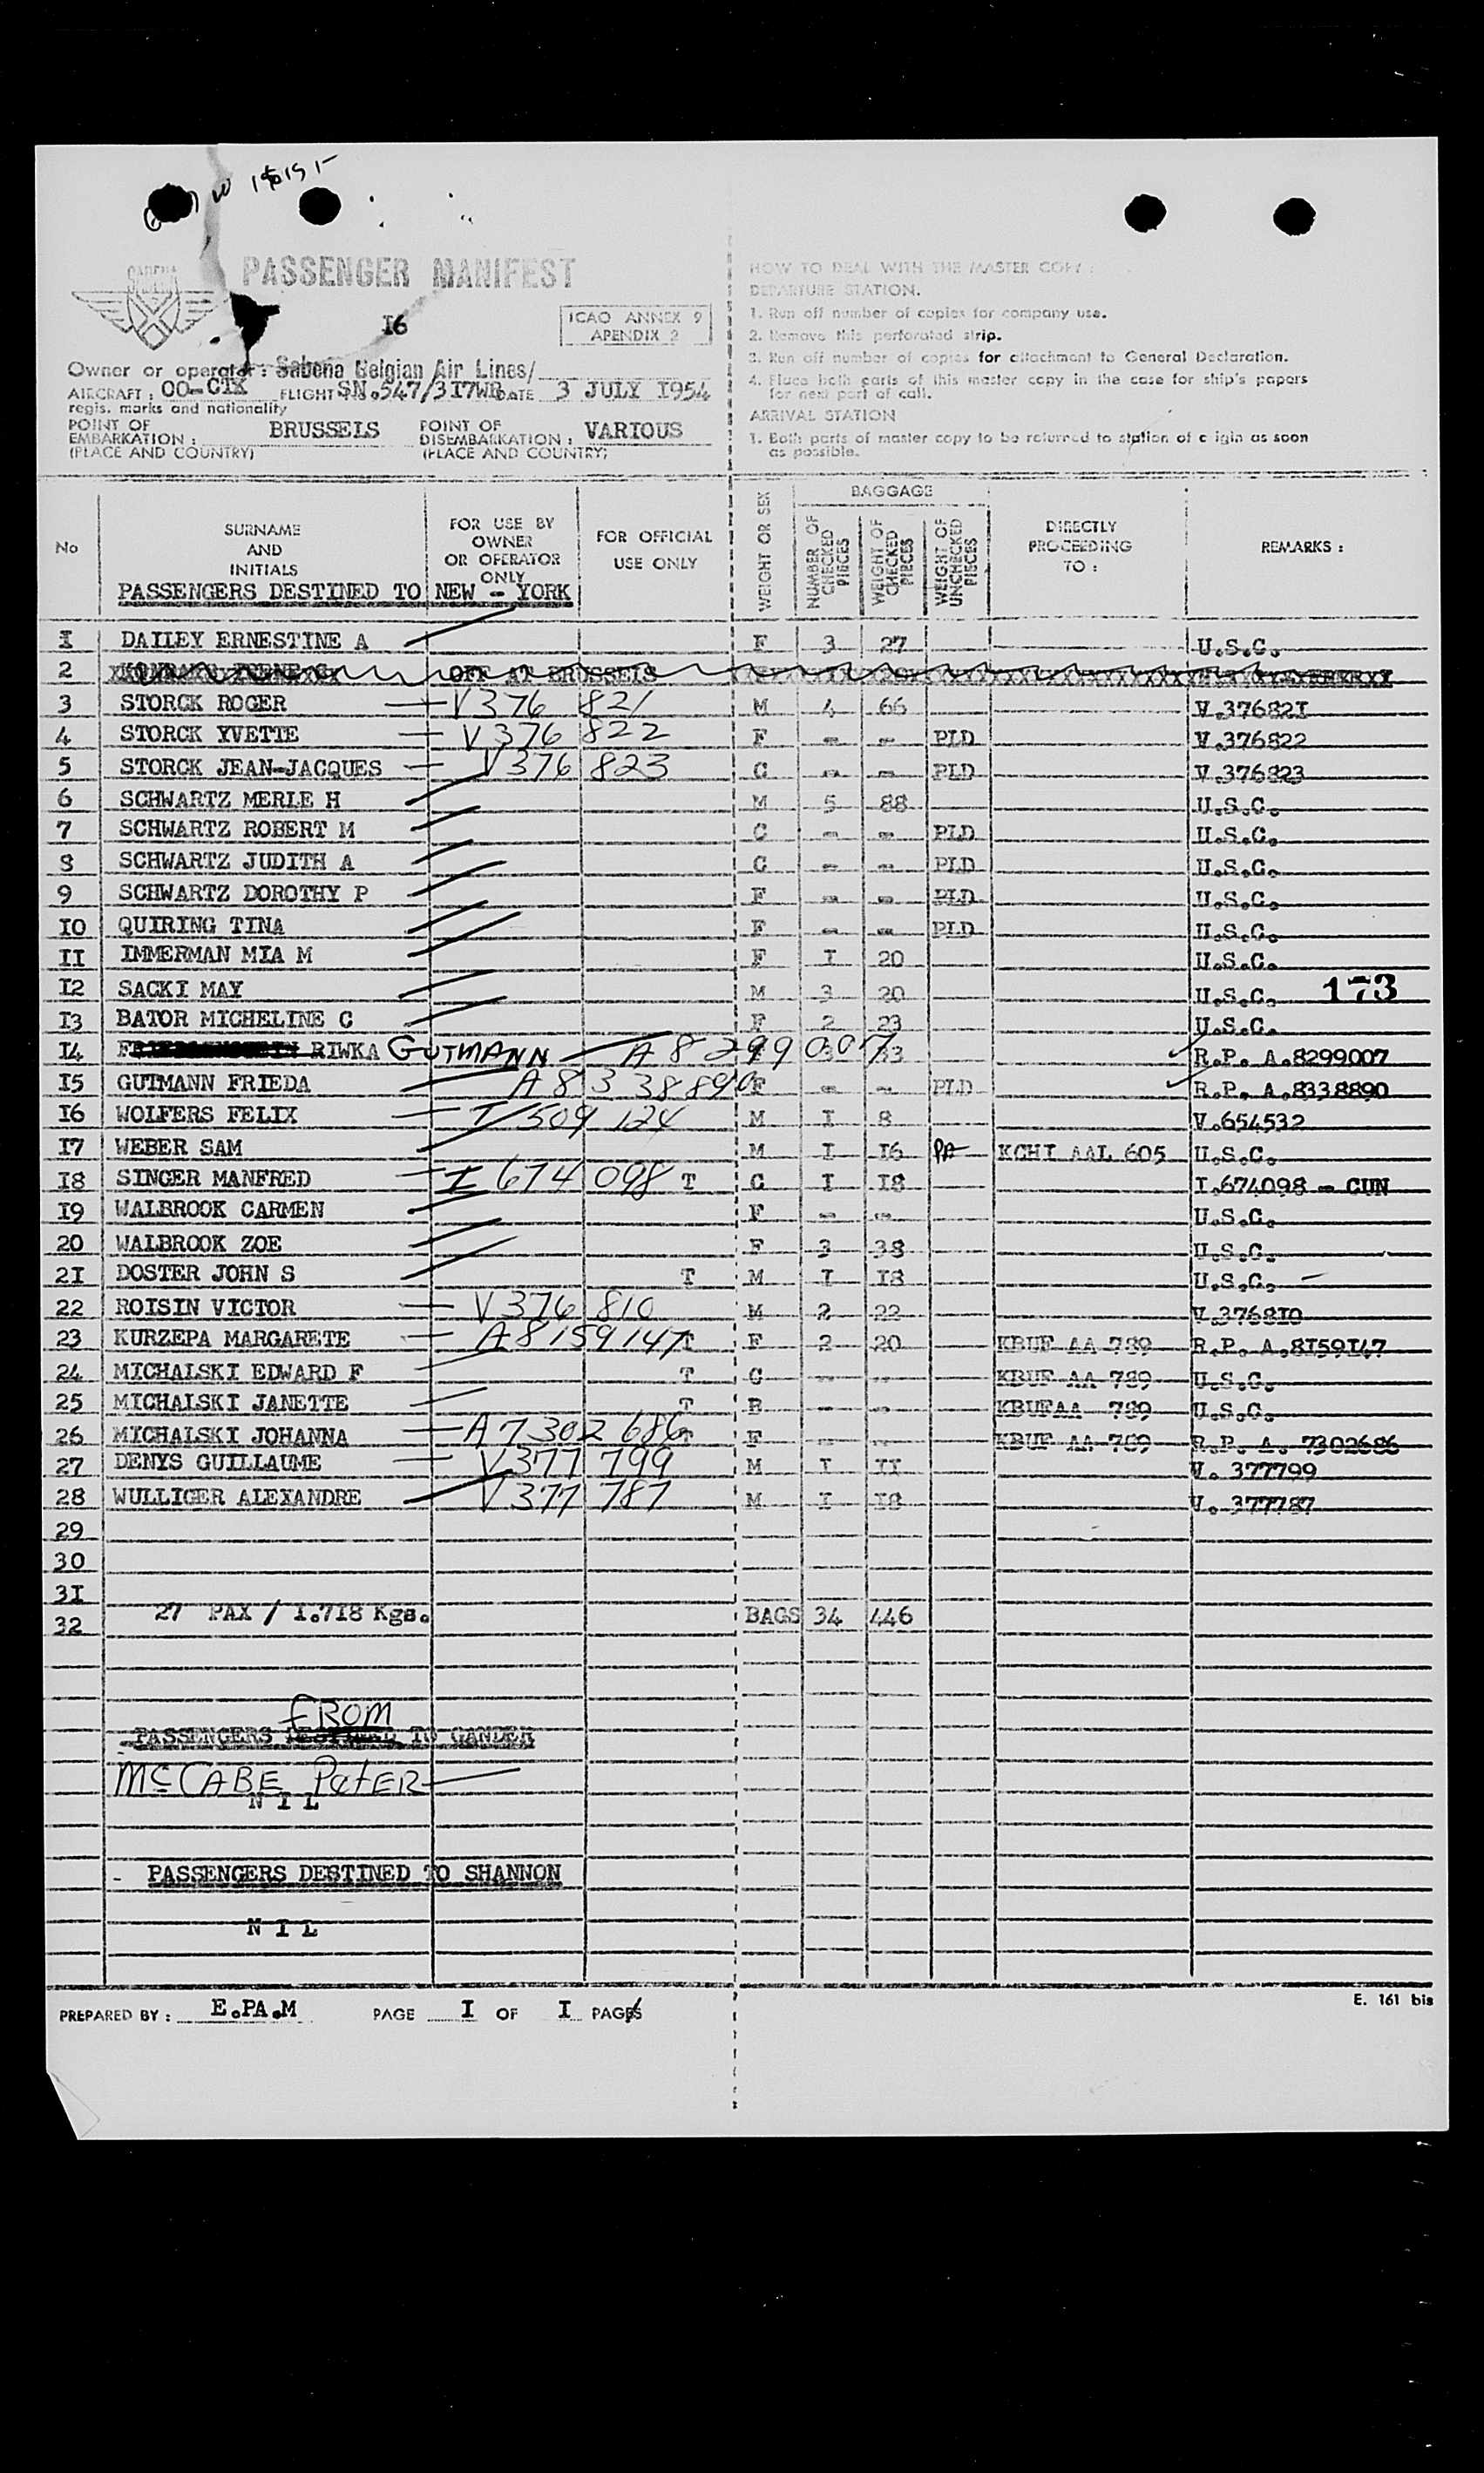 PASSENGER MANIFEST
I6
ICAO ANNEX 9
APENDIX 2
Owner or operator : Sabena Belgian Air Lines/
AIRCRAFT : OO-CTK FLIGHT SN.547/3I7WB DATE 3 JULY I954
regis. marks and nationality
POINT OF EMBARKATION : BRUSSELS POINT OF DISEMBARKATION : VARIOUS
(PLACE AND COUNTRY) (PLACE AND COUNTRY)
HOW TO DEAL WITH THE MASTER COPY :
DEPARTURE STATION.
1. Run off number of copies for company use.
2. Remove this perforated strip.
3. Run off number of copies for attachment to General Declaration.
4. Place both parts of this master copy in the case for ship's papers
for next port of call.
ARRIVAL STATION
1. Both parts of master copy to be returned to station of origin as soon
as possible.
No SURNAME AND INITIALS FOR USE BY OWNER OR OPERATOR ONLY FOR OFFICIAL USE ONLY WEIGHT OR SEX BAGGAGE NUMBER OF CHECKED PIECES WEIGHT OF CHECKED PIECES WEIGHT OF UNCHECKED PIECES DIRECTLY PROCEEDING TO : REMARKS :
PASSENGERS DESTINED TO NEW - YORK
I DAILEY ERNESTINE A F 3 27 U.S.C.
2 OFF AT BRUSSELS
3 STORCK ROGER V376 821 M 4 66 V.37682I
4 STORCK YVETTE V376 822 F - - PLD V.376822
5 STORCK JEAN-JACQUES V376 823 C - - PLD V.376823
6 SCHWARTZ MERLE H M 5 88 U.S.C.
7 SCHWARTZ ROBERT M C - - PLD U.S.C.
8 SCHWARTZ JUDITH A C - - PLD U.S.C.
9 SCHWARTZ DOROTHY P F - - PLD U.S.C.
IO QUIRING TINA F - - PLD U.S.C.
II IMMERMAN MIA M F I 20 U.S.C.
I2 SACKI MAY M 3 20 U.S.C. 173
I3 BATOR MICHELINE C F 2 23 U.S.C.
I4 RIWKA GUTMANN A8299007 3 33 R.P. A.8299007
I5 GUTMANN FRIEDA A8338890 F - - PLD R.P. A.8338890
I6 WOLFERS FELIX I/509 124 M I 8 V.654532
I7 WEBER SAM M I I6 KCHI AAL 605 U.S.C.
I8 SINGER MANFRED I 674 098 T C I I8 I.674098 - CUN
I9 WALBROOK CARMEN F - - U.S.C.
20 WALBROOK ZOE F 3 38 U.S.C.
2I DOSTER JOHN S T M I I8 U.S.C.
22 ROISIN VICTOR V376 810 M 2 22 V.3768IO
23 KURZEPA MARGARETE A8159147 T F 2 20 KBUF AA 789 R.P. A.8I59I47
24 MICHALSKI EDWARD F T C - - KBUF AA 789 U.S.C.
25 MICHALSKI JANETTE T B - - KBUFAA 789 U.S.C.
26 MICHALSKI JOHANNA A7302686 T F - - KBUF AA 789 R.P. A. 7302686
27 DENYS GUILLAUME V377 799 M I II V. 377799
28 WULLIGER ALEXANDRE V377 787 M I I8 V. 377787
29
30
3I
32 27 PAX / I.7I8 Kgs. BAGS 34 446
FROM
PASSENGERS TO GANDER
McCABE PeteR
N I L
- PASSENGERS DESTINED TO SHANNON
N I L
PREPARED BY : E.PA.M PAGE I OF I PAGES
E. 161 bis